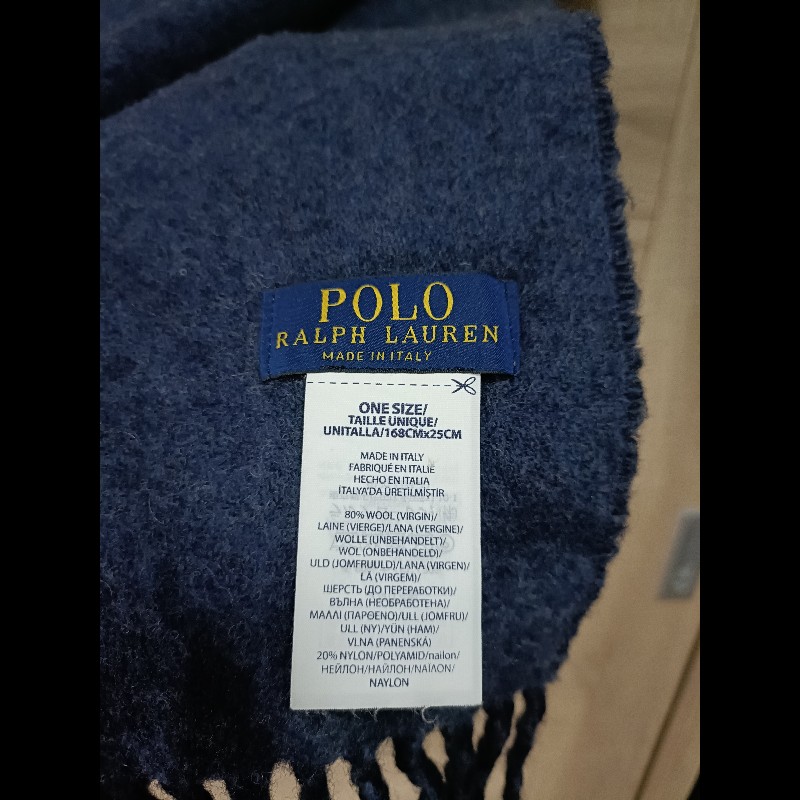 POLO
RALPH LAUREN
MADE IN ITALY
ONE SIZE/
TAILLE UNIQUE/
UNITALLA/168CMx25CM
MADE IN ITALY
FABRIQUÉ EN ITALIE
HECHO EN ITALIA
İTALYA'DA ÜRETİLMİŞTİR
80% WOOL (VIRGIN)/
LAINE (VIERGE)/LANA (VERGINE)/
WOLLE (UNBEHANDELT)/
WOL (ONBEHANDELD)/
ULD (JOMFRUULD)/LANA (VIRGEN)/
LÃ (VIRGEM)/
ШЕРСТЬ (ДО ПЕРЕРАБОТКИ)/
ВЪЛНА (НЕОБРАБОТЕНА)/
ΜΑΛΛΙ (ΠΑΡΘΕΝΟ)/ULL (JOMFRU)/
ULL (NY)/YÜN (HAM)/
VLNA (PANENSKÁ)
20% NYLON/POLYAMID/nailon/
НЕЙЛОН/НАЙЛОН/ΝΑΪΛΟΝ/
NAYLON